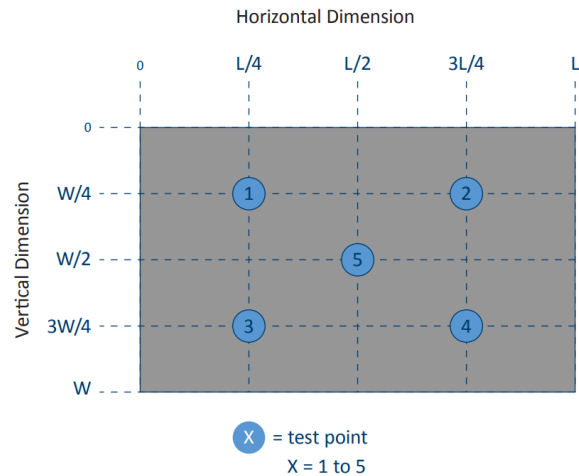 Horizontal Dimension
0 L/4 L/2 3L/4 L
Vertical Dimension
0
W/4
1 2
W/2
5
3W/4
3 4
W
X = test point
X = 1 to 5